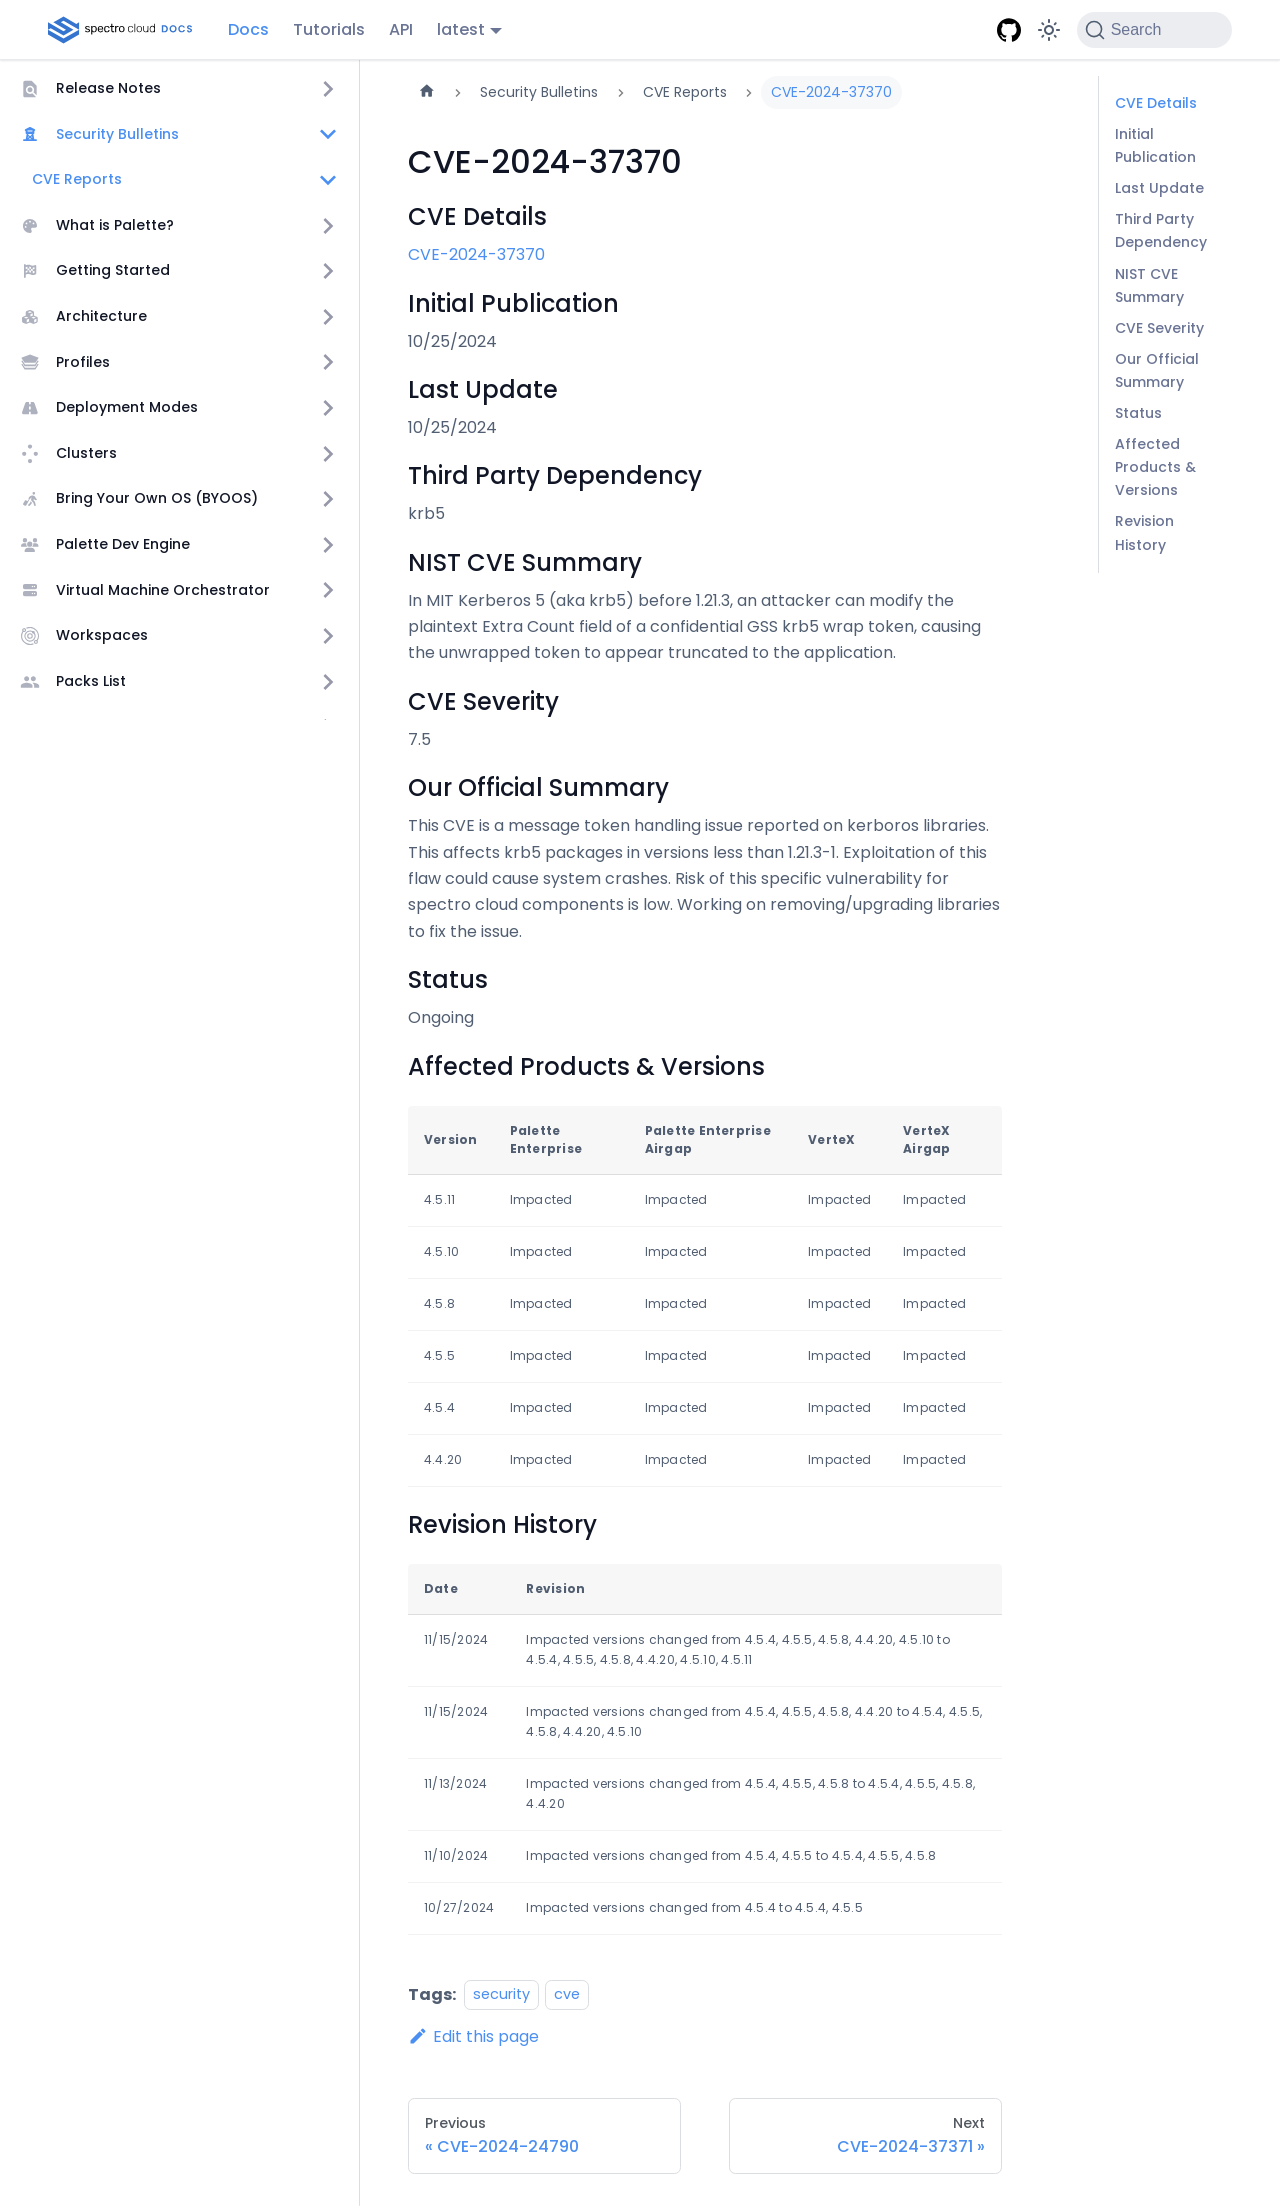 spectro cloud DOCS
Docs
Tutorials
API
latest
Search
Release Notes
Security Bulletins
CVE Reports
What is Palette?
Getting Started
Architecture
Profiles
Deployment Modes
Clusters
Bring Your Own OS (BYOOS)
Palette Dev Engine
Virtual Machine Orchestrator
Workspaces
Packs List
Security Bulletins
CVE Reports
CVE-2024-37370
CVE-2024-37370
CVE Details
CVE-2024-37370
Initial Publication
10/25/2024
Last Update
10/25/2024
Third Party Dependency
krb5
NIST CVE Summary
In MIT Kerberos 5 (aka krb5) before 1.21.3, an attacker can modify the
plaintext Extra Count field of a confidential GSS krb5 wrap token, causing
the unwrapped token to appear truncated to the application.
CVE Severity
7.5
Our Official Summary
This CVE is a message token handling issue reported on kerboros libraries.
This affects krb5 packages in versions less than 1.21.3-1. Exploitation of this
flaw could cause system crashes. Risk of this specific vulnerability for
spectro cloud components is low. Working on removing/upgrading libraries
to fix the issue.
Status
Ongoing
Affected Products & Versions
Version Palette Enterprise Palette Enterprise Airgap VerteX VerteX Airgap
4.5.11 Impacted Impacted Impacted Impacted
4.5.10 Impacted Impacted Impacted Impacted
4.5.8 Impacted Impacted Impacted Impacted
4.5.5 Impacted Impacted Impacted Impacted
4.5.4 Impacted Impacted Impacted Impacted
4.4.20 Impacted Impacted Impacted Impacted
Revision History
Date Revision
11/15/2024 Impacted versions changed from 4.5.4, 4.5.5, 4.5.8, 4.4.20, 4.5.10 to
4.5.4, 4.5.5, 4.5.8, 4.4.20, 4.5.10, 4.5.11
11/15/2024 Impacted versions changed from 4.5.4, 4.5.5, 4.5.8, 4.4.20 to 4.5.4, 4.5.5,
4.5.8, 4.4.20, 4.5.10
11/13/2024 Impacted versions changed from 4.5.4, 4.5.5, 4.5.8 to 4.5.4, 4.5.5, 4.5.8,
4.4.20
11/10/2024 Impacted versions changed from 4.5.4, 4.5.5 to 4.5.4, 4.5.5, 4.5.8
10/27/2024 Impacted versions changed from 4.5.4 to 4.5.4, 4.5.5
Tags: security cve
Edit this page
Previous
« CVE-2024-24790
Next
CVE-2024-37371 »
CVE Details
Initial
Publication
Last Update
Third Party
Dependency
NIST CVE
Summary
CVE Severity
Our Official
Summary
Status
Affected
Products &
Versions
Revision
History